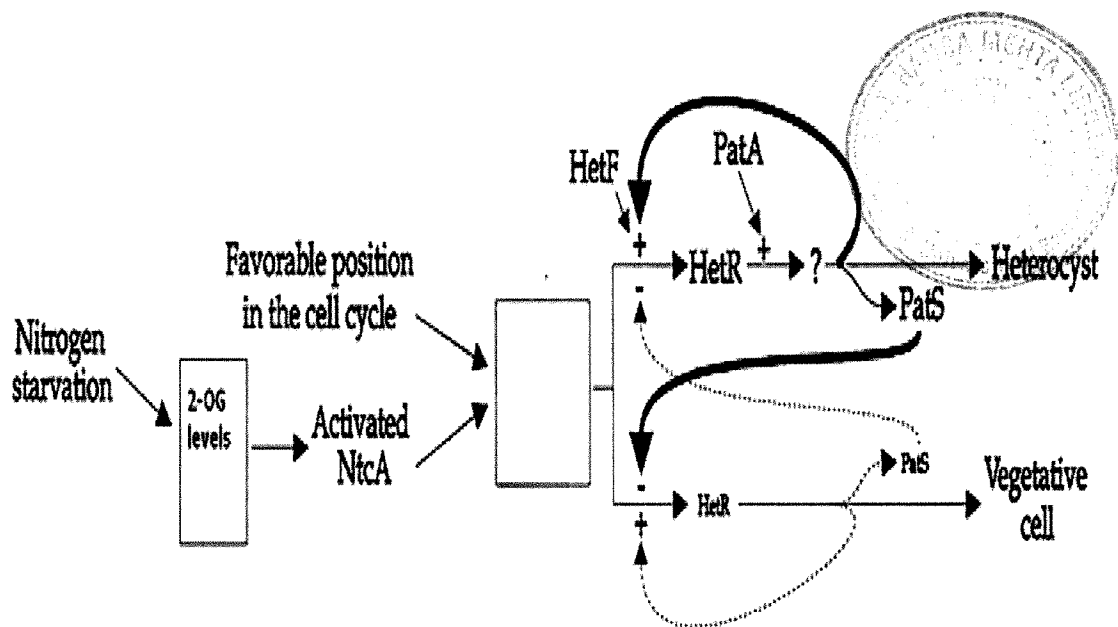 HetF
PatA
+
+
HetR
?
Heterocyst
-
PatS
Favorable position
in the cell cycle
Nitrogen
starvation
2-OG
levels
Activated
NtcA
PatS
-
HetR
+
Vegetative
cell
MEHTA